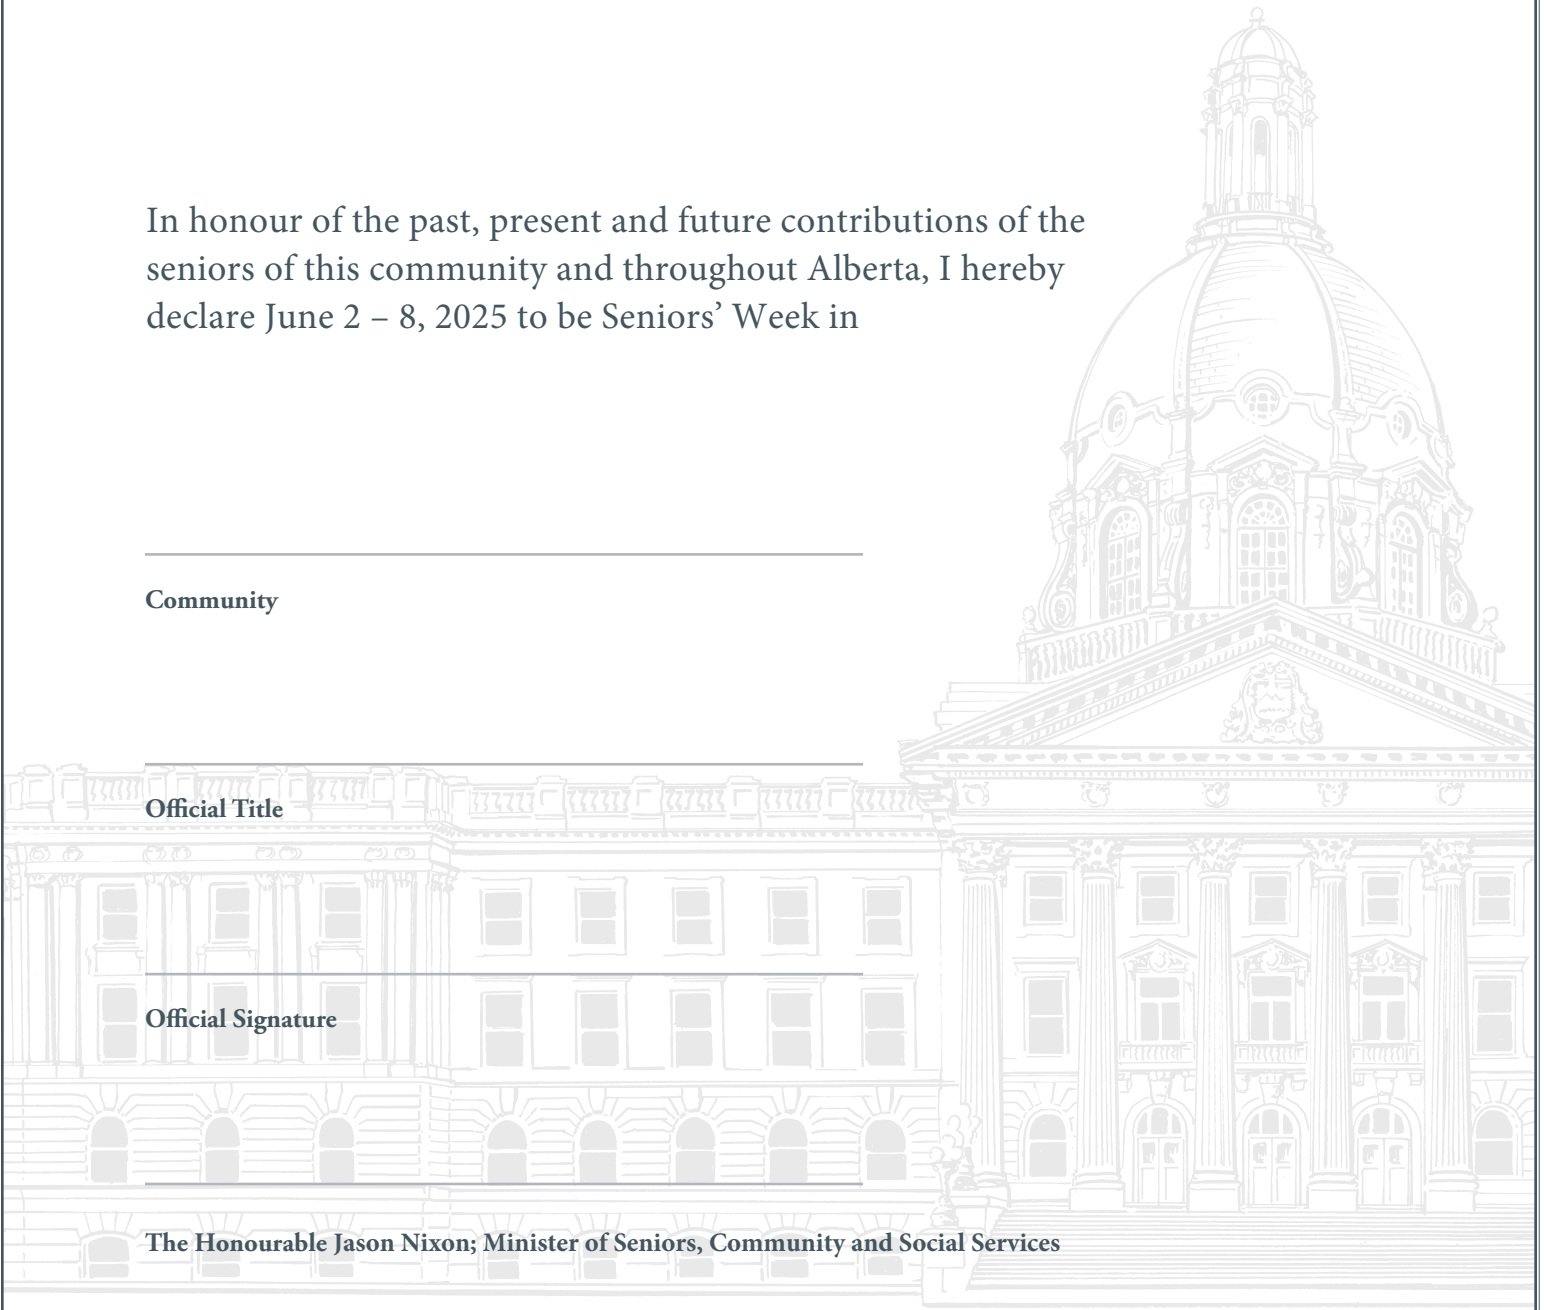 In honour of the past, present and future contributions of the
seniors of this community and throughout Alberta, I hereby
declare June 2 – 8, 2025 to be Seniors’ Week in
Community
Official Title
Official Signature
The Honourable Jason Nixon; Minister of Seniors, Community and Social Services